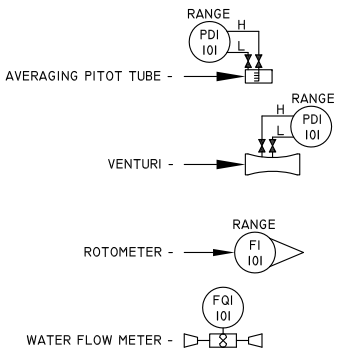 RANGE
H
PDI
L
101
AVERAGING PITOT TUBE -
RANGE
H
PDI
L
101
VENTURI -
RANGE
FI
101
ROTOMETER -
FQI
101
WATER FLOW METER -